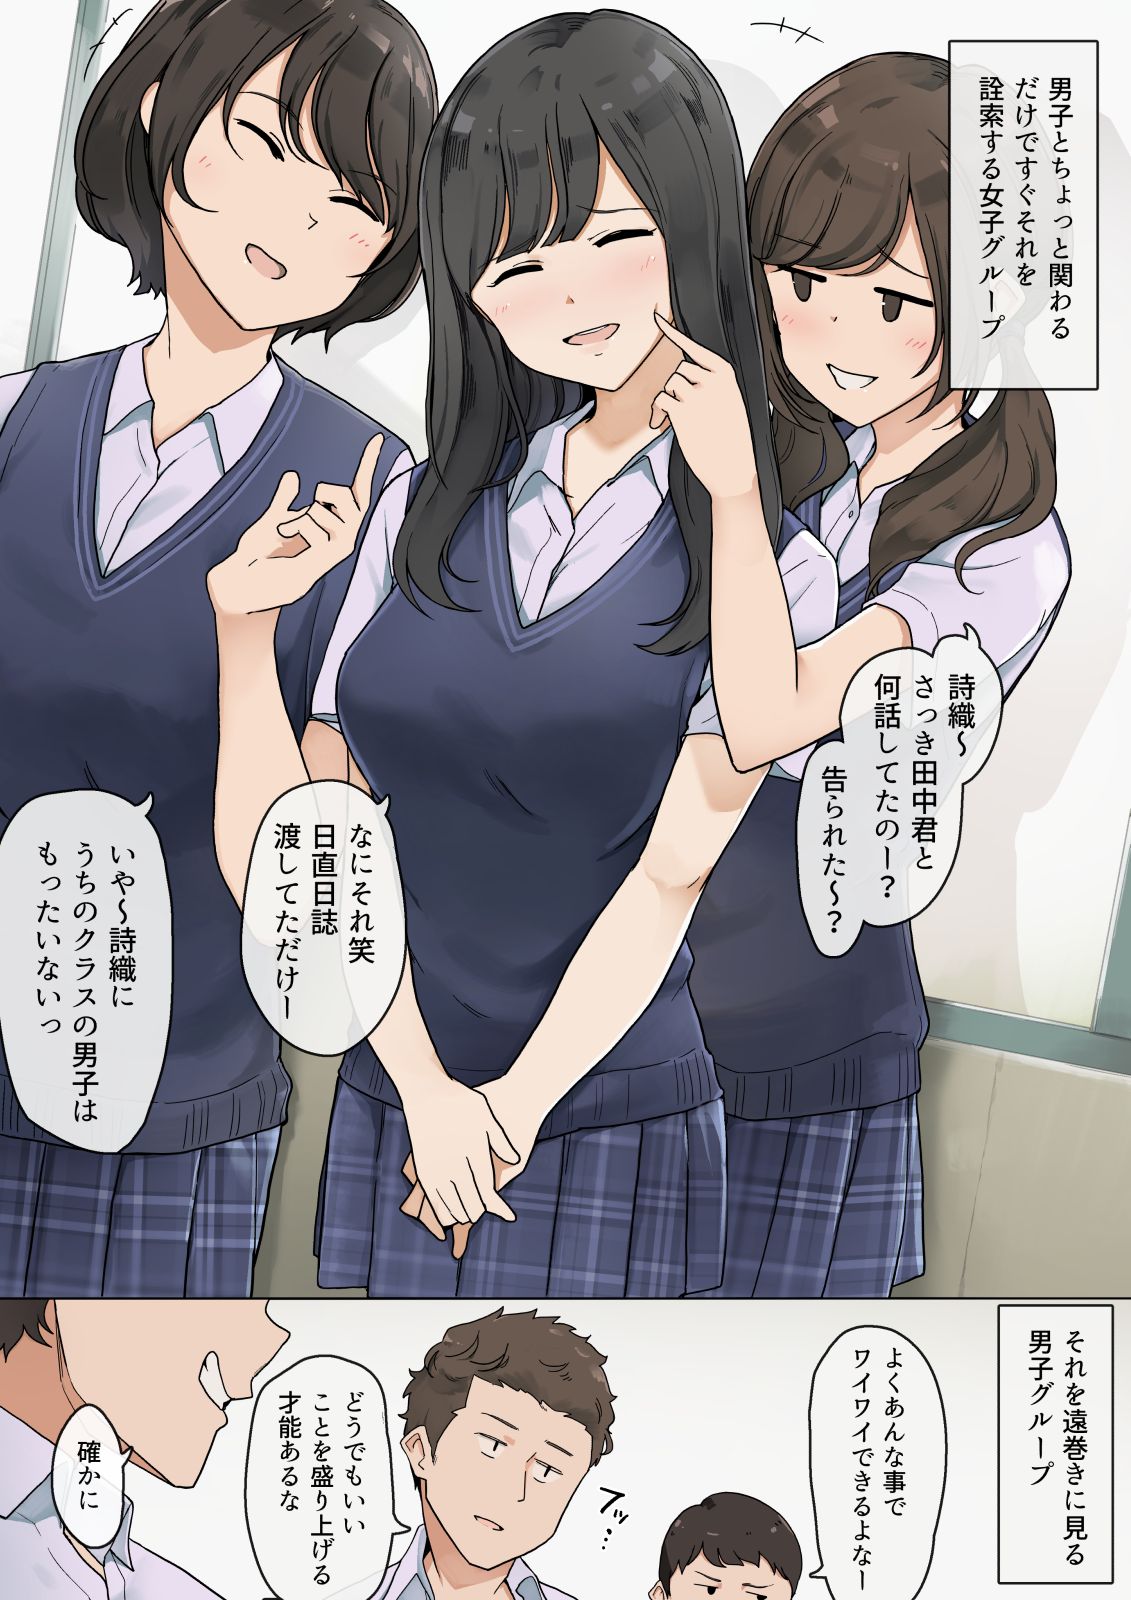 男子とちょっと関わる
だけですぐそれを
詮索する女子グループ
詩織〜
さっき田中君と
何話してたのー？
告られた〜？
なにそれ笑
日直日誌
渡してただけー
いや〜詩織に
うちのクラスの男子は
もったいないっ
それを遠巻きに見る
男子グループ
よくあんな事で
ワイワイできるよなー
フッ…
どうでもいい
ことを盛り上げる
才能あるな
確かに